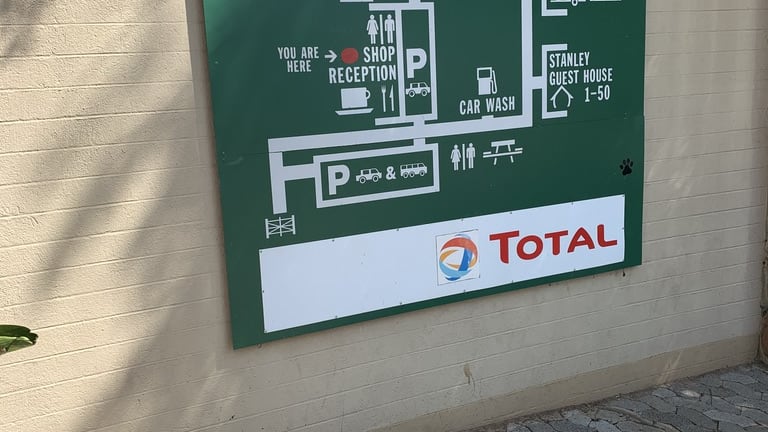 YOU ARE
HERE
SHOP
RECEPTION
P
CAR WASH
STANLEY
GUEST HOUSE
1-50
P & 
TOTAL